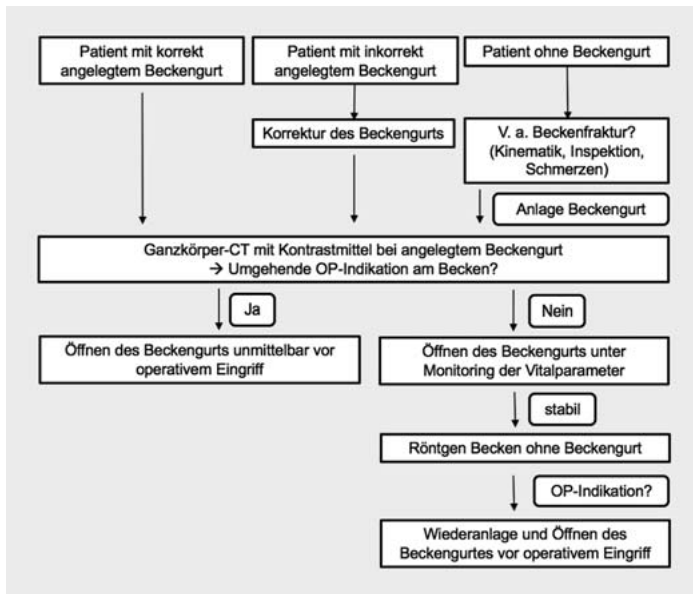 Patient mit korrekt
angelegtem Beckengurt
Patient mit inkorrekt
angelegtem Beckengurt
Patient ohne Beckengurt
Korrektur des Beckengurts
V. a. Beckenfraktur?
(Kinematik, Inspektion,
Schmerzen)
Anlage Beckengurt
Ganzkörper-CT mit Kontrastmittel bei angelegtem Beckengurt
→ Umgehende OP-Indikation am Becken?
Ja
Nein
Öffnen des Beckengurts unmittelbar vor
operativem Eingriff
Öffnen des Beckengurts unter
Monitoring der Vitalparameter
stabil
Röntgen Becken ohne Beckengurt
OP-Indikation?
Wiederanlage und Öffnen des
Beckengurtes vor operativem Eingriff